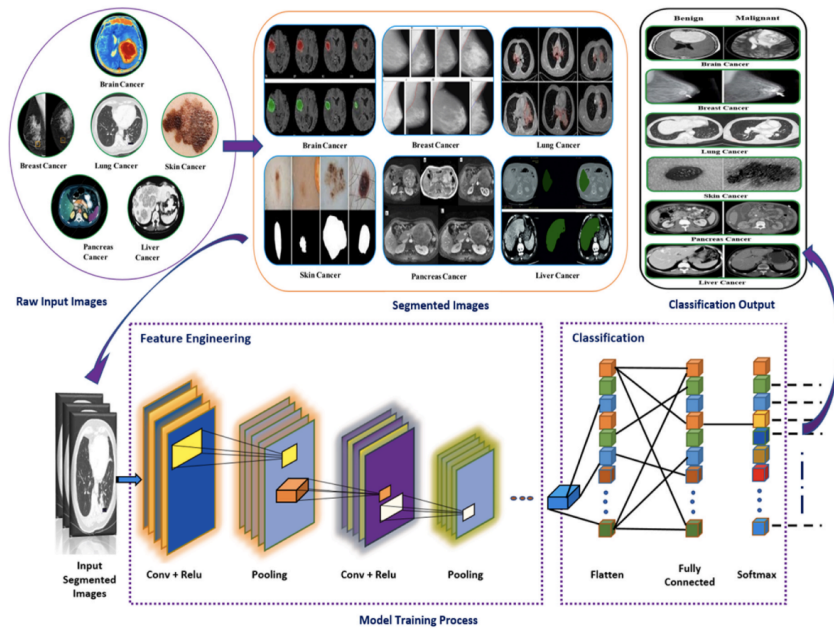 Brain Cancer
Breast Cancer
Lung Cancer
Skin Cancer
Pancreas
Cancer
Liver
Cancer
Raw Input Images
Brain Cancer
Breast Cancer
Lung Cancer
Skin Cancer
Pancreas Cancer
Liver Cancer
Segmented Images
Benign
Malignant
Brain Cancer
Breast Cancer
Lung Cancer
Skin Cancer
Pancreas Cancer
Liver Cancer
Classification Output
Feature Engineering
Classification
Input
Segmented
Images
Conv + Relu
Pooling
Conv + Relu
Pooling
Flatten
Fully
Connected
Softmax
Model Training Process